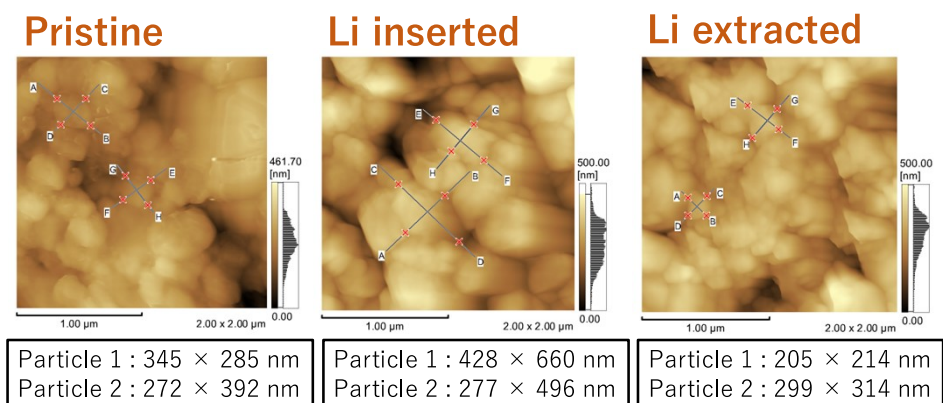 Pristine
Li inserted
Li extracted
A
C
D
B
G
E
F
H
461.70
[nm]
0.00
1.00 μm
2.00 x 2.00 μm
E
G
C
B
H
F
A
D
500.00
[nm]
0.00
1.00 μm
2.00 x 2.00 μm
E
G
H
F
A
C
D
B
500.00
[nm]
0.00
1.00 μm
2.00 x 2.00 μm
Particle 1 : 345 × 285 nm
Particle 2 : 272 × 392 nm
Particle 1 : 428 × 660 nm
Particle 2 : 277 × 496 nm
Particle 1 : 205 × 214 nm
Particle 2 : 299 × 314 nm